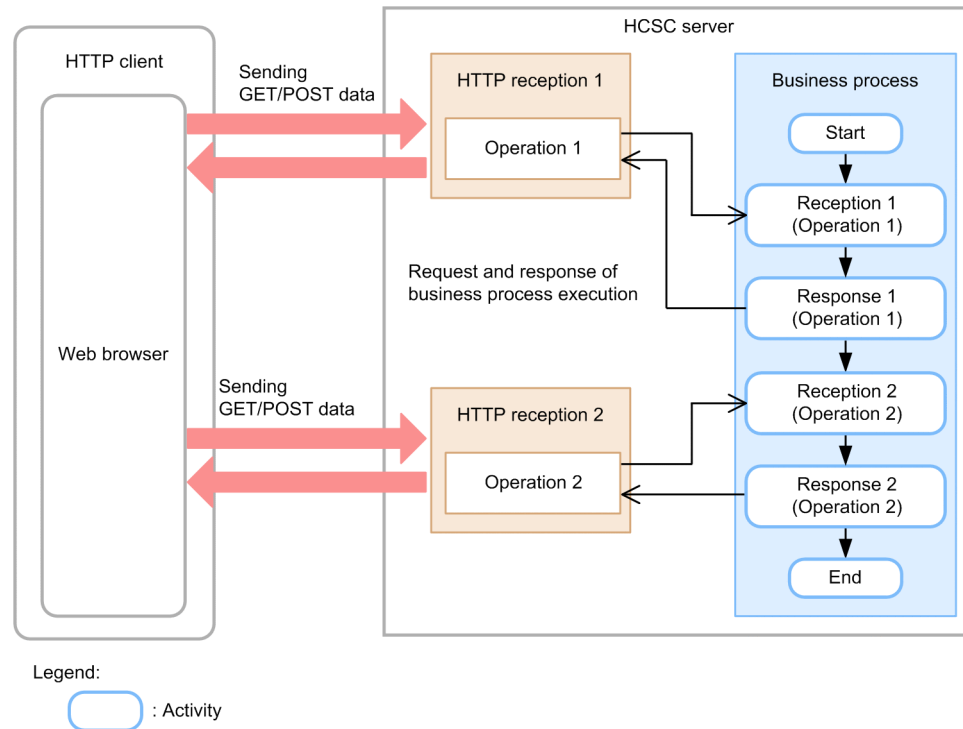 HCSC server
HTTP client
Sending
GET/POST data
HTTP reception 1
Business process
Operation 1
Start
Reception 1
(Operation 1)
Request and response of
business process execution
Response 1
(Operation 1)
Web browser
Sending
GET/POST data
HTTP reception 2
Reception 2
(Operation 2)
Operation 2
Response 2
(Operation 2)
End
Legend:
: Activity